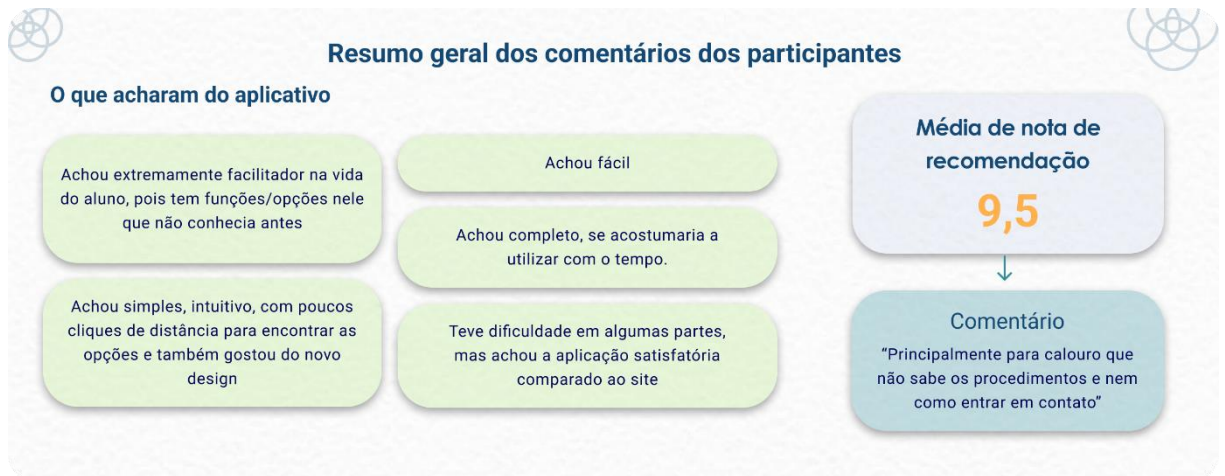 Resumo geral dos comentários dos participantes
O que acharam do aplicativo
Achou extremamente facilitador na vida
do aluno, pois tem funções/opções nele
que não conhecia antes
Achou simples, intuitivo, com poucos
cliques de distância para encontrar as
opções e também gostou do novo
design
Achou fácil
Achou completo, se acostumaria a
utilizar com o tempo.
Teve dificuldade em algumas partes,
mas achou a aplicação satisfatória
comparado ao site
Média de nota de
recomendação
9,5
Comentário
“Principalmente para calouro que
não sabe os procedimentos e nem
como entrar em contato”